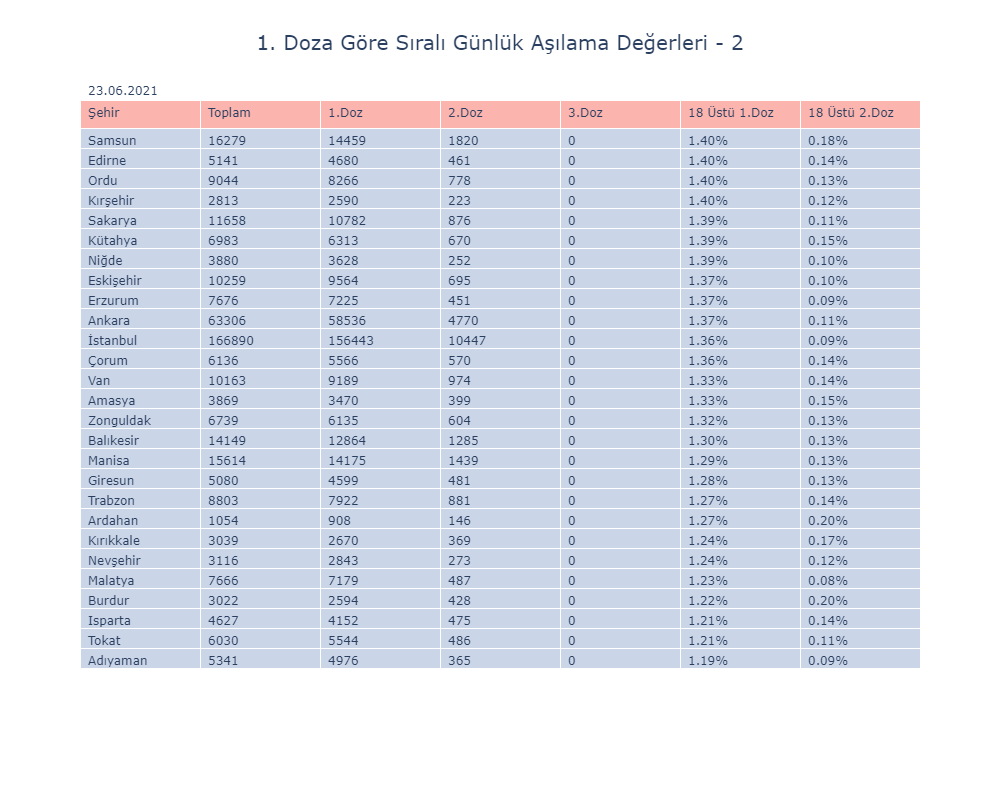 1. Doza Göre Sıralı Günlük Aşılama Değerleri - 2
23.06.2021
Şehir Toplam 1.Doz 2.Doz 3.Doz 18 Üstü 1.Doz 18 Üstü 2.Doz
Samsun 16279 14459 1820 0 1.40% 0.18%
Edirne 5141 4680 461 0 1.40% 0.14%
Ordu 9044 8266 778 0 1.40% 0.13%
Kırşehir 2813 2590 223 0 1.40% 0.12%
Sakarya 11658 10782 876 0 1.39% 0.11%
Kütahya 6983 6313 670 0 1.39% 0.15%
Niğde 3880 3628 252 0 1.39% 0.10%
Eskişehir 10259 9564 695 0 1.37% 0.10%
Erzurum 7676 7225 451 0 1.37% 0.09%
Ankara 63306 58536 4770 0 1.37% 0.11%
İstanbul 166890 156443 10447 0 1.36% 0.09%
Çorum 6136 5566 570 0 1.36% 0.14%
Van 10163 9189 974 0 1.33% 0.14%
Amasya 3869 3470 399 0 1.33% 0.15%
Zonguldak 6739 6135 604 0 1.32% 0.13%
Balıkesir 14149 12864 1285 0 1.30% 0.13%
Manisa 15614 14175 1439 0 1.29% 0.13%
Giresun 5080 4599 481 0 1.28% 0.13%
Trabzon 8803 7922 881 0 1.27% 0.14%
Ardahan 1054 908 146 0 1.27% 0.20%
Kırıkkale 3039 2670 369 0 1.24% 0.17%
Nevşehir 3116 2843 273 0 1.24% 0.12%
Malatya 7666 7179 487 0 1.23% 0.08%
Burdur 3022 2594 428 0 1.22% 0.20%
Isparta 4627 4152 475 0 1.21% 0.14%
Tokat 6030 5544 486 0 1.21% 0.11%
Adıyaman 5341 4976 365 0 1.19% 0.09%